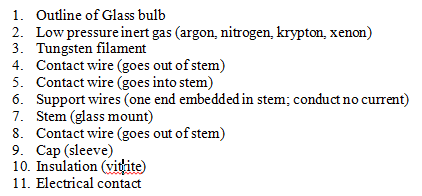 1. Outline of Glass bulb
2. Low pressure inert gas (argon, nitrogen, krypton, xenon)
3. Tungsten filament
4. Contact wire (goes out of stem)
5. Contact wire (goes into stem)
6. Support wires (one end embedded in stem; conduct no current)
7. Stem (glass mount)
8. Contact wire (goes out of stem)
9. Cap (sleeve)
10. Insulation (vitrite)
11. Electrical contact